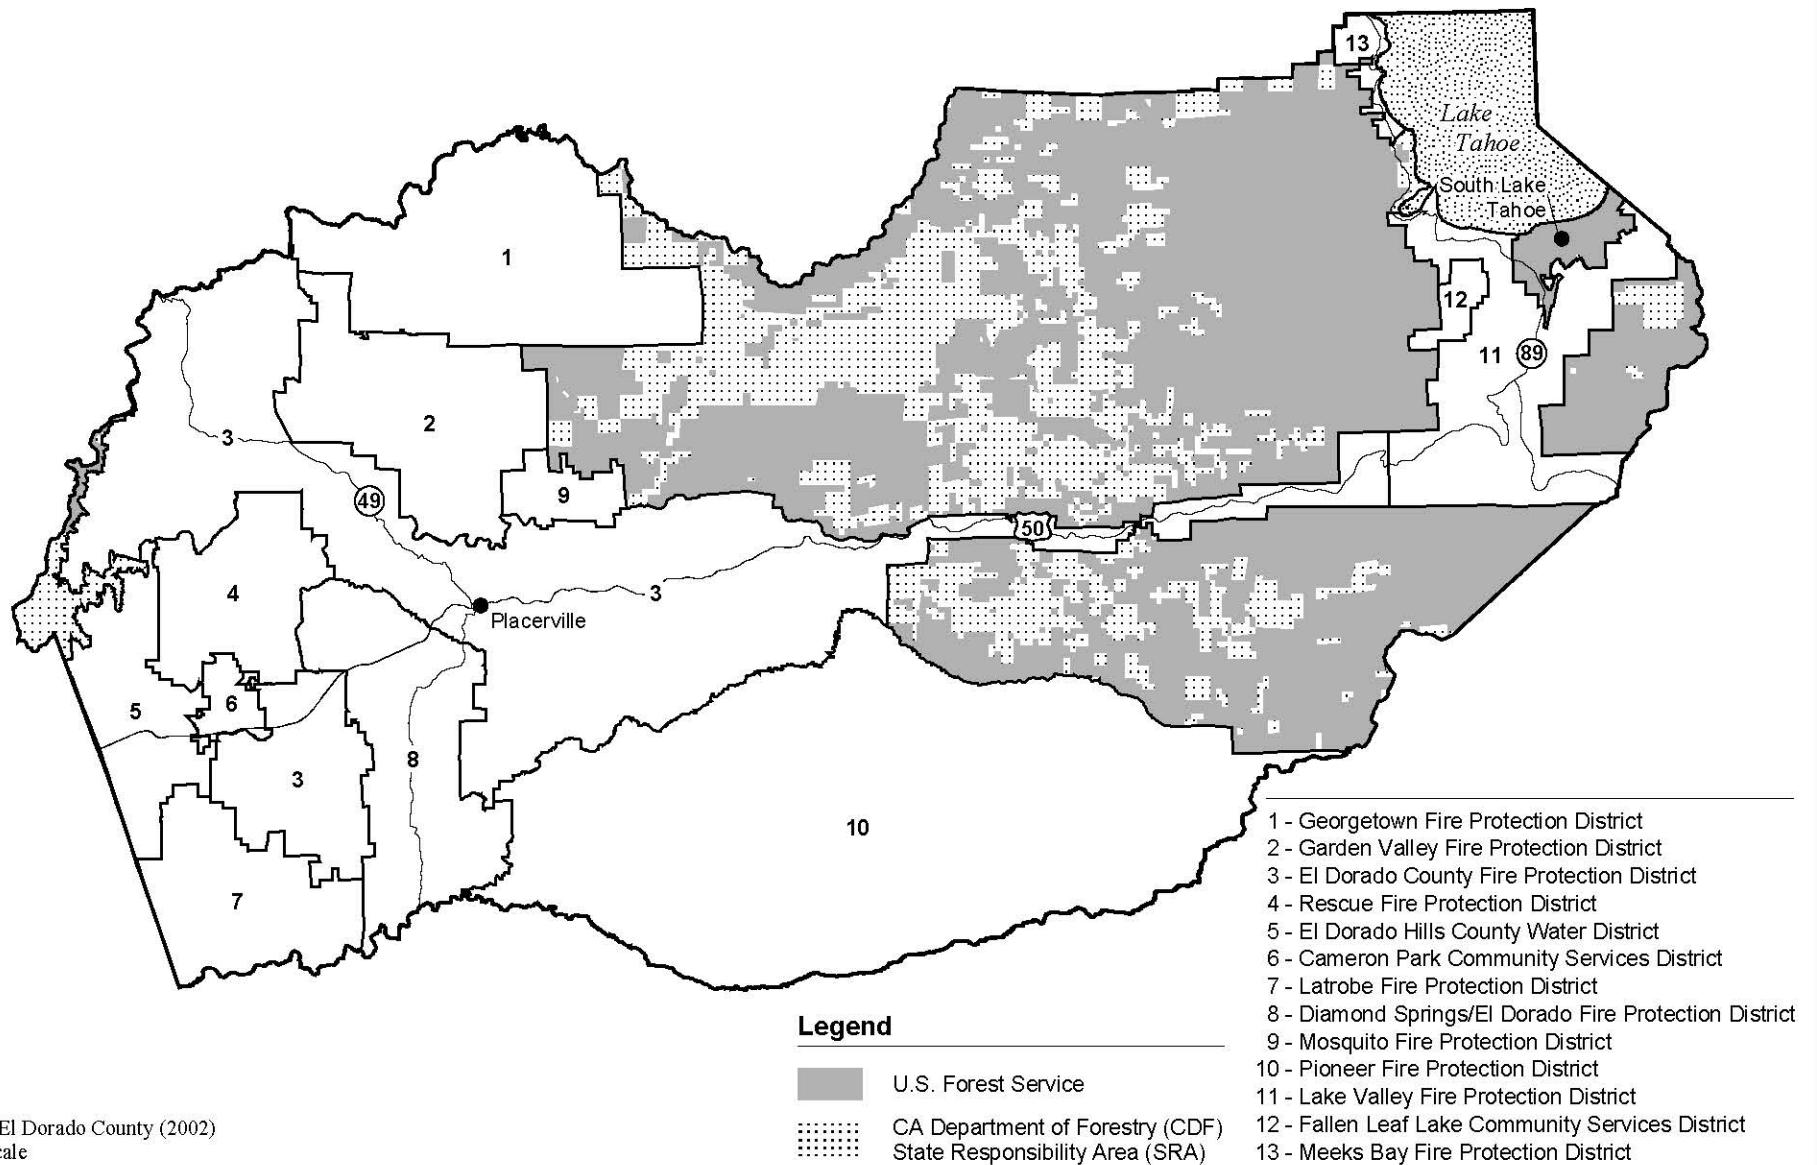 13
Lake
Tahoe
South Lake
Tahoe
1
12
11
89
2
3
9
49
50
4
3
Placerville
5
6
8
3
10
7
1 - Georgetown Fire Protection District
2 - Garden Valley Fire Protection District
3 - El Dorado County Fire Protection District
4 - Rescue Fire Protection District
5 - El Dorado Hills County Water District
6 - Cameron Park Community Services District
7 - Latrobe Fire Protection District
8 - Diamond Springs/El Dorado Fire Protection District
9 - Mosquito Fire Protection District
10 - Pioneer Fire Protection District
11 - Lake Valley Fire Protection District
12 - Fallen Leaf Lake Community Services District
13 - Meeks Bay Fire Protection District
Legend
U.S. Forest Service
CA Department of Forestry (CDF)
State Responsibility Area (SRA)
El Dorado County (2002)
cale